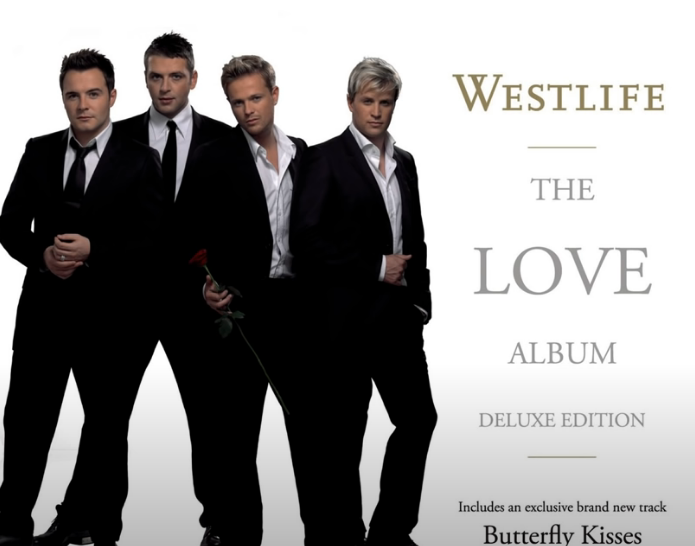 WESTLIFE
THE
LOVE
ALBUM
DELUXE EDITION
Includes an exclusive brand new track
Butterfly Kisses